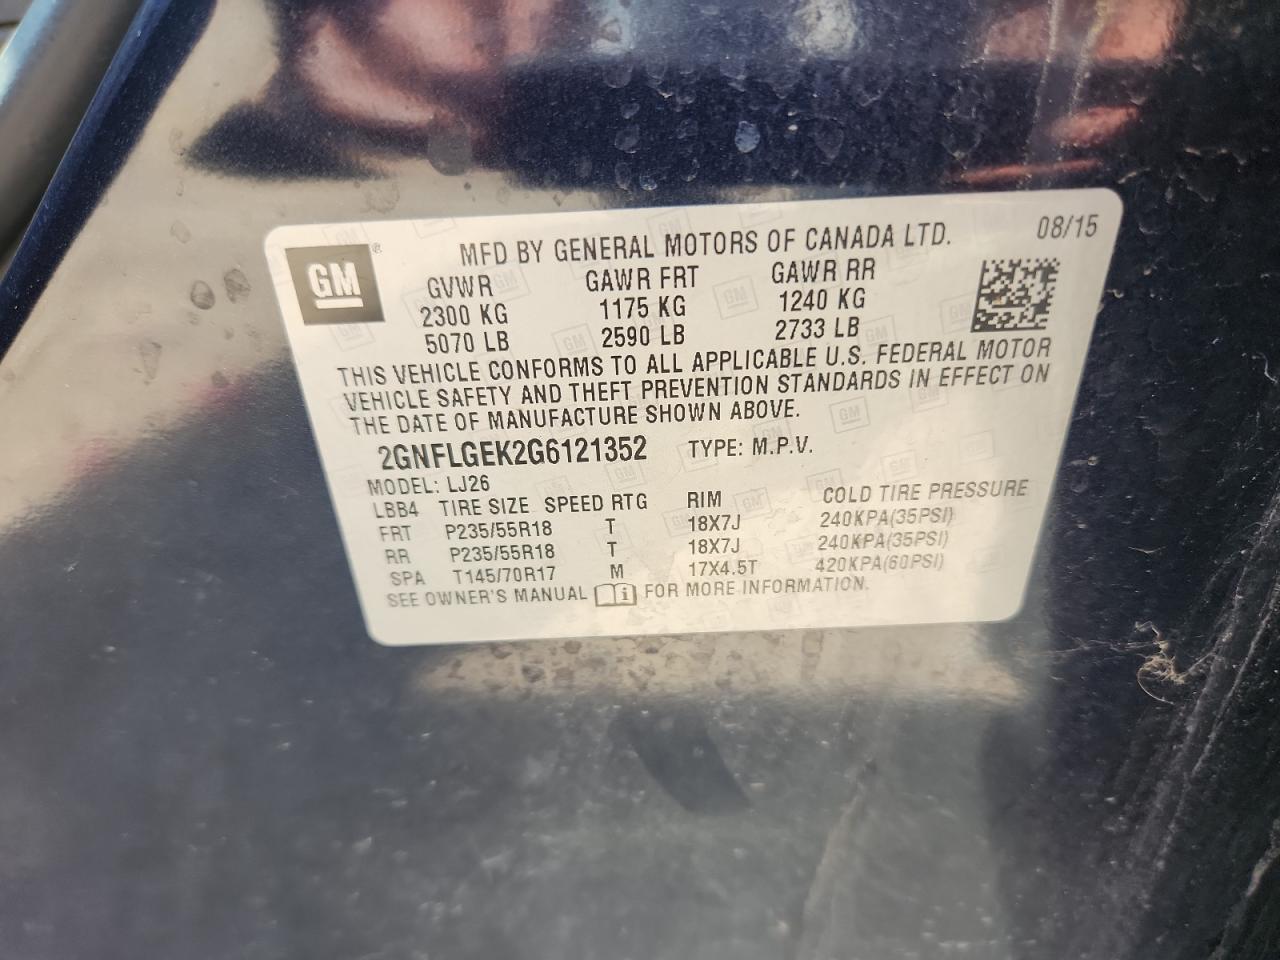 GM ® MFD BY GENERAL MOTORS OF CANADA LTD. 08/15
GVWR GAWR FRT GAWR RR
2300 KG 1175 KG 1240 KG
5070 LB 2590 LB 2733 LB
THIS VEHICLE CONFORMS TO ALL APPLICABLE U.S. FEDERAL MOTOR
VEHICLE SAFETY AND THEFT PREVENTION STANDARDS IN EFFECT ON
THE DATE OF MANUFACTURE SHOWN ABOVE.
2GNFLGEK2G6121352 TYPE: M.P.V.
MODEL: LJ26
LBB4 TIRE SIZE SPEED RTG RIM COLD TIRE PRESSURE
FRT P235/55R18 T 18X7J 240KPA(35PSI)
RR P235/55R18 T 18X7J 240KPA(35PSI)
SPA T145/70R17 M 17X4.5T 420KPA(60PSI)
SEE OWNER'S MANUAL i FOR MORE INFORMATION.